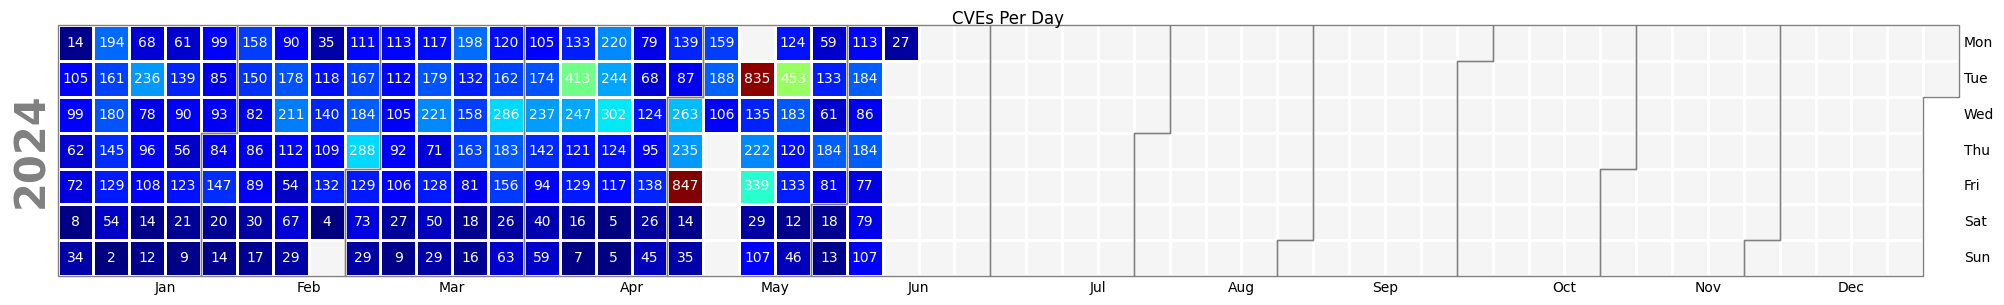 CVEs Per Day
14 194 68 61 99 158 90 35 111 113 117 198 120 105 133 220 79 139 159 124 59 113 27 Mon
105 161 236 139 85 150 178 118 167 112 179 132 162 174 413 244 68 87 188 835 453 133 184 Tue
99 180 78 90 93 82 211 140 184 105 221 158 286 237 247 302 124 263 106 135 183 61 86 Wed
62 145 96 56 84 86 112 109 288 92 71 163 183 142 121 124 95 235 222 120 184 184 Thu
72 129 108 123 147 89 54 132 129 106 128 81 156 94 129 117 138 847 339 133 81 77 Fri
8 54 14 21 20 30 67 4 73 27 50 18 26 40 16 5 26 14 29 12 18 79 Sat
34 2 12 9 14 17 29 29 9 29 16 63 59 7 5 45 35 107 46 13 107 Sun
2024
Jan Feb Mar Apr May Jun Jul Aug Sep Oct Nov Dec